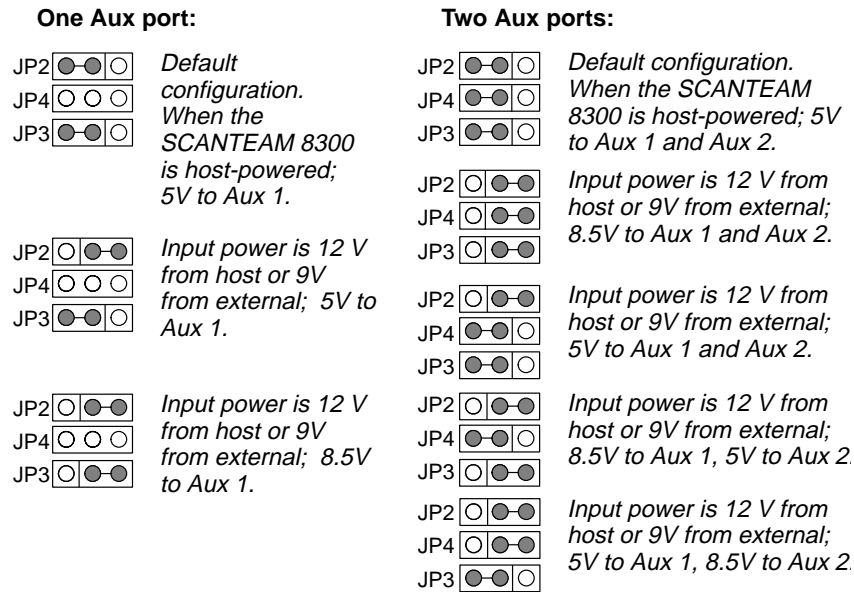 One Aux port:
JP2
JP4
JP3
Default
configuration.
When the
SCANTEAM 8300
is host-powered;
5V to Aux 1.
JP2
JP4
JP3
Input power is 12 V
from host or 9V
from external; 5V to
Aux 1.
JP2
JP4
JP3
Input power is 12 V
from host or 9V
from external; 8.5V
to Aux 1.
Two Aux ports:
JP2
JP4
JP3
Default configuration.
When the SCANTEAM
8300 is host-powered; 5V
to Aux 1 and Aux 2.
JP2
JP4
JP3
Input power is 12 V from
host or 9V from external;
8.5V to Aux 1 and Aux 2.
JP2
JP4
JP3
Input power is 12 V from
host or 9V from external;
5V to Aux 1 and Aux 2.
JP2
JP4
JP3
Input power is 12 V from
host or 9V from external;
8.5V to Aux 1, 5V to Aux 2.
JP2
JP4
JP3
Input power is 12 V from
host or 9V from external;
5V to Aux 1, 8.5V to Aux 2.